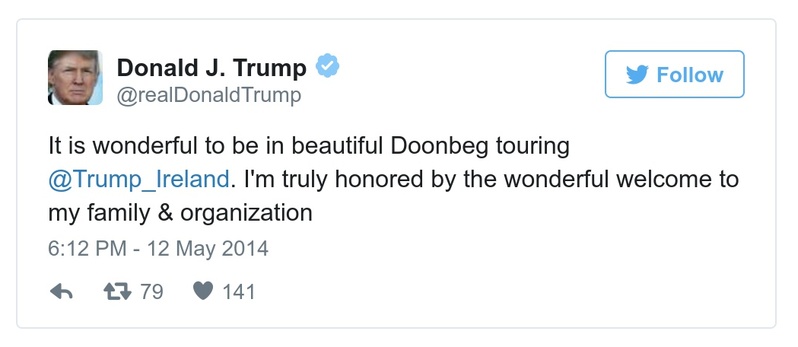 Donald J. Trump
@realDonaldTrump
Follow
It is wonderful to be in beautiful Doonbeg touring
@Trump_Ireland. I'm truly honored by the wonderful welcome to
my family & organization
6:12 PM - 12 May 2014
79 141